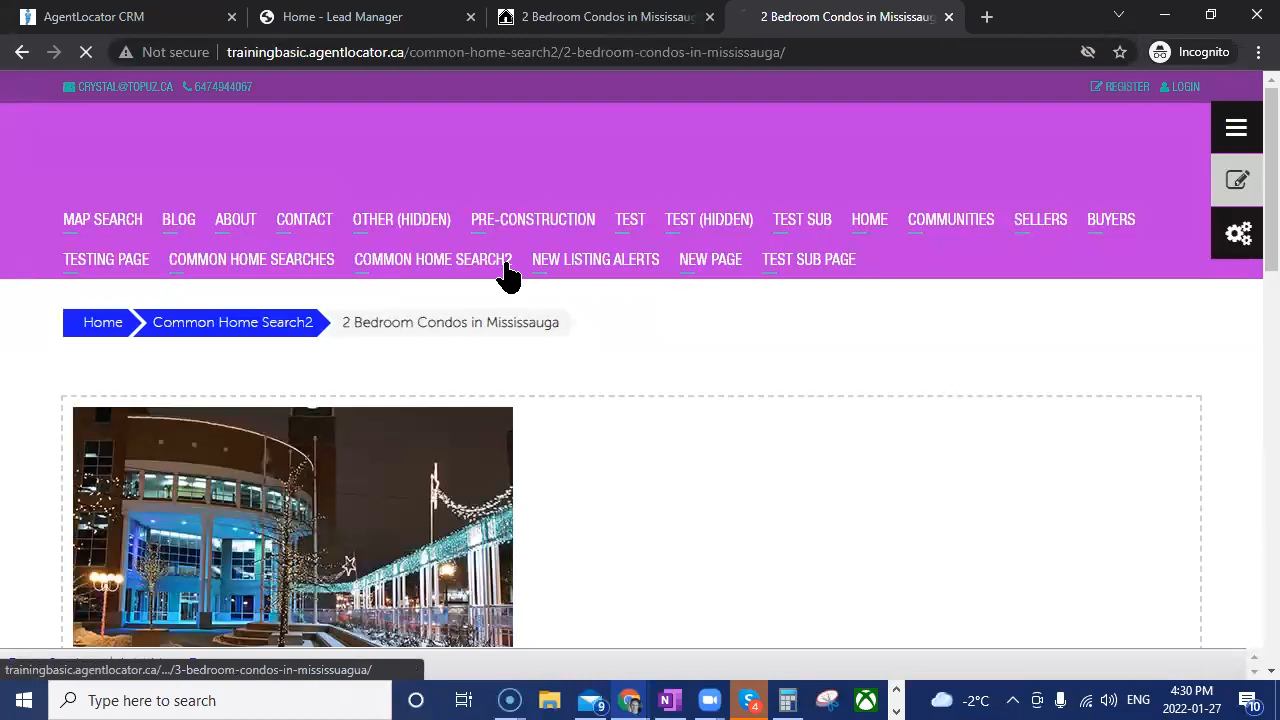 AgentLocator CRM
Home - Lead Manager
2 Bedroom Condos in Mississaug
2 Bedroom Condos in Mississaug
Not secure
trainingbasic.agentlocator.ca/common-home-search2/2-bedroom-condos-in-mississauga/
Incognito
CRYSTAL@TOPUZ.CA 6474944067
REGISTER LOGIN
MAP SEARCH BLOG ABOUT CONTACT OTHER (HIDDEN) PRE-CONSTRUCTION TEST TEST (HIDDEN) TEST SUB HOME COMMUNITIES SELLERS BUYERS
TESTING PAGE COMMON HOME SEARCHES COMMON HOME SEARCH2 NEW LISTING ALERTS NEW PAGE TEST SUB PAGE
Home Common Home Search2 2 Bedroom Condos in Mississauga
trainingbasic.agentlocator.ca/.../3-bedroom-condos-in-missisuagua/
Type here to search
9
4
-2°C
ENG
4:30 PM
2022-01-27
10